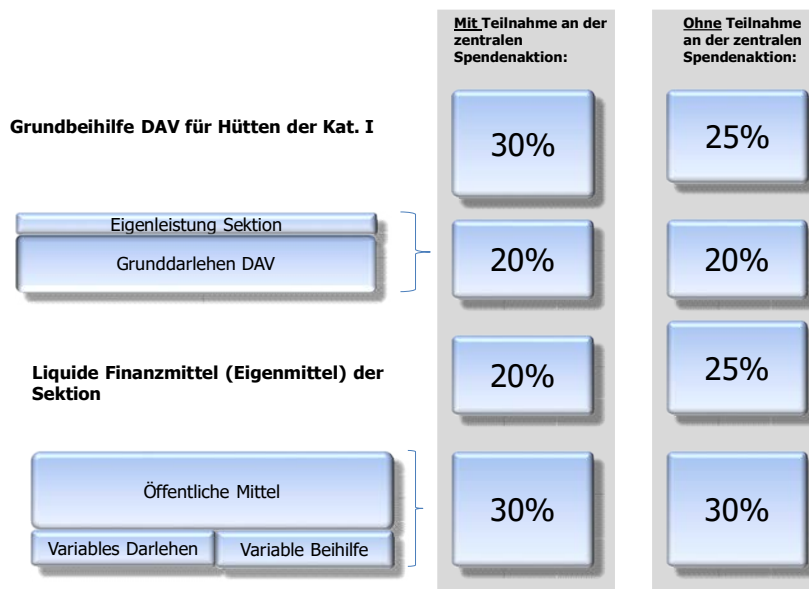 Mit Teilnahme an der
zentralen
Spendenaktion:
Ohne Teilnahme
an der zentralen
Spendenaktion:
Grundbeihilfe DAV für Hütten der Kat. I
30%
25%
Eigenleistung Sektion
Grunddarlehen DAV
20%
20%
Liquide Finanzmittel (Eigenmittel) der
Sektion
20%
25%
Öffentliche Mittel
Variables Darlehen
Variable Beihilfe
30%
30%